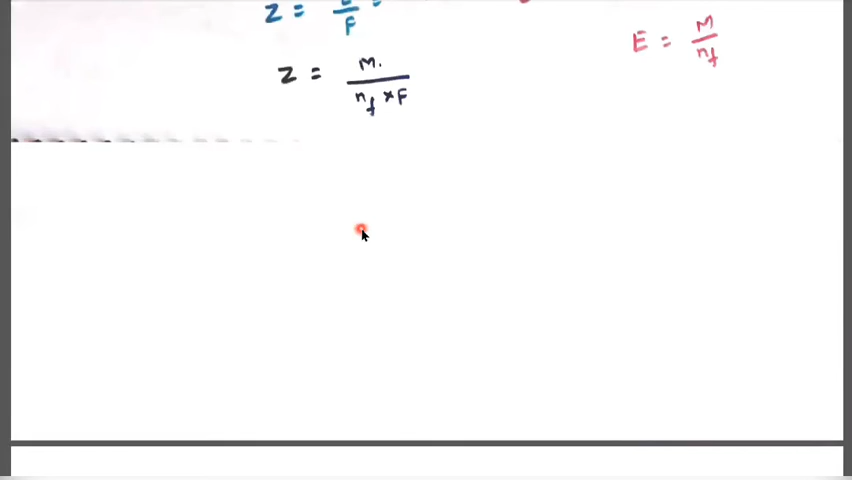 Z = E/F
E = M/nf
Z = M/(nf × F)